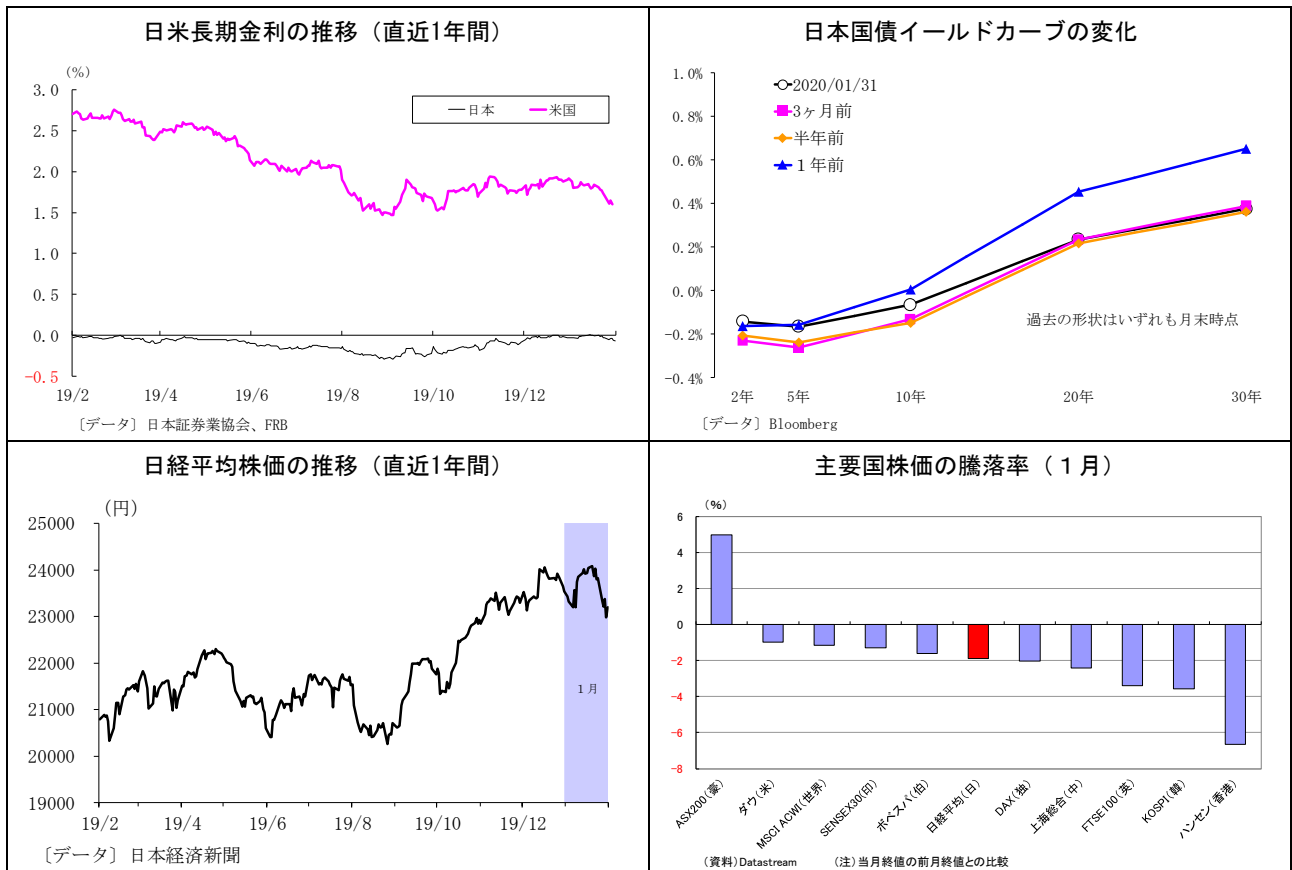 日米長期金利の推移（直近1年間）
(%)
3.0
2.5
2.0
1.5
1.0
0.5
0.0
-0.5
日本 米国
19/2 19/4 19/6 19/8 19/10 19/12
〔データ〕日本証券業協会、FRB
日本国債イールドカーブの変化
1.0%
0.8%
0.6%
0.4%
0.2%
0.0%
-0.2%
-0.4%
2020/01/31
3ヶ月前
半年前
１年前
過去の形状はいずれも月末時点
2年 5年 10年 20年 30年
〔データ〕Bloomberg
日経平均株価の推移（直近1年間）
（円）
25000
24000
23000
22000
21000
20000
19000
１月
19/2 19/4 19/6 19/8 19/10 19/12
〔データ〕日本経済新聞
主要国株価の騰落率（１月）
（%）
6
4
2
0
-2
-4
-6
-8
ASX200(豪)
ダウ(米)
MSCI ACWI(世界)
SENSEX30(印)
ボベスパ(伯)
日経平均(日)
DAX(独)
上海総合(中)
FTSE100(英)
KOSPI(韓)
ハンセン(香港)
（資料）Datastream （注）当月終値の前月終値との比較